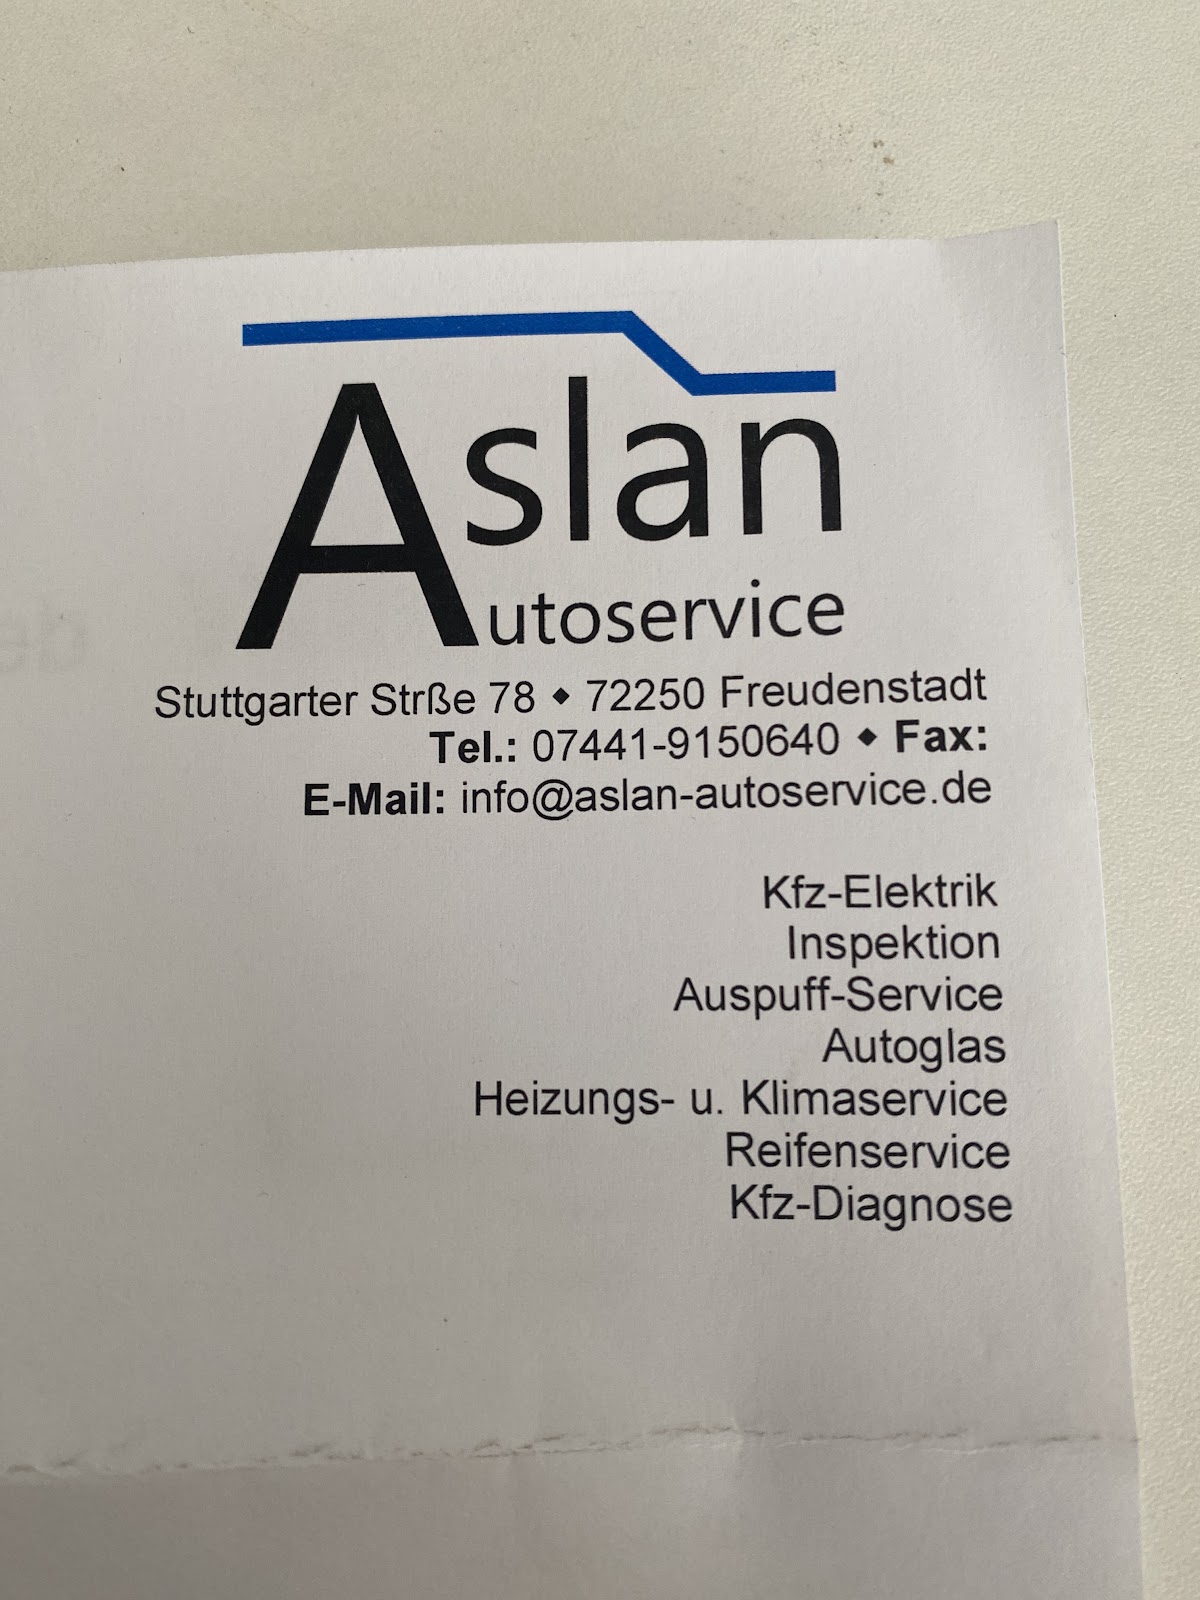 Aslan
Autoservice
Stuttgarter Strße 78 ◆ 72250 Freudenstadt
Tel.: 07441-9150640 ◆ Fax:
E-Mail: info@aslan-autoservice.de
Kfz-Elektrik
Inspektion
Auspuff-Service
Autoglas
Heizungs- u. Klimaservice
Reifenservice
Kfz-Diagnose